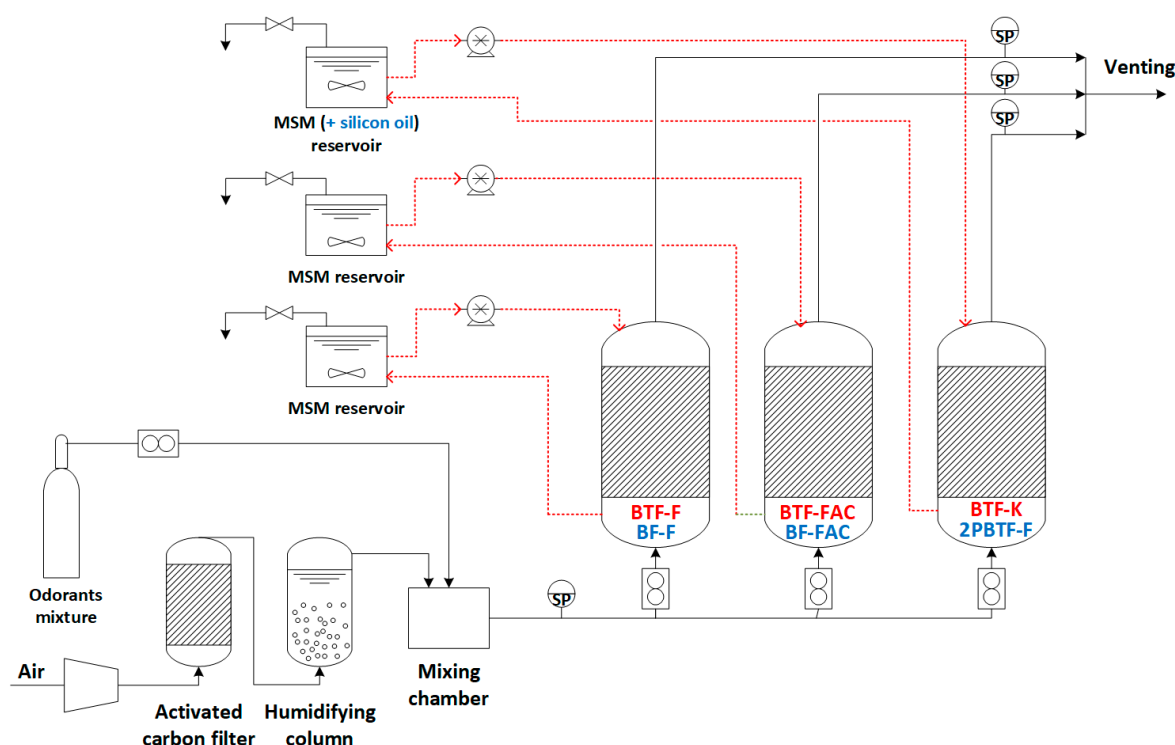 SP
SP
SP
Venting
MSM (+ silicon oil)
reservoir
MSM reservoir
MSM reservoir
BTF-F
BF-F
BTF-FAC
BF-FAC
BTF-K
2PBTF-F
Odorants
mixture
SP
Air
Mixing
chamber
Activated
carbon filter
Humidifying
column